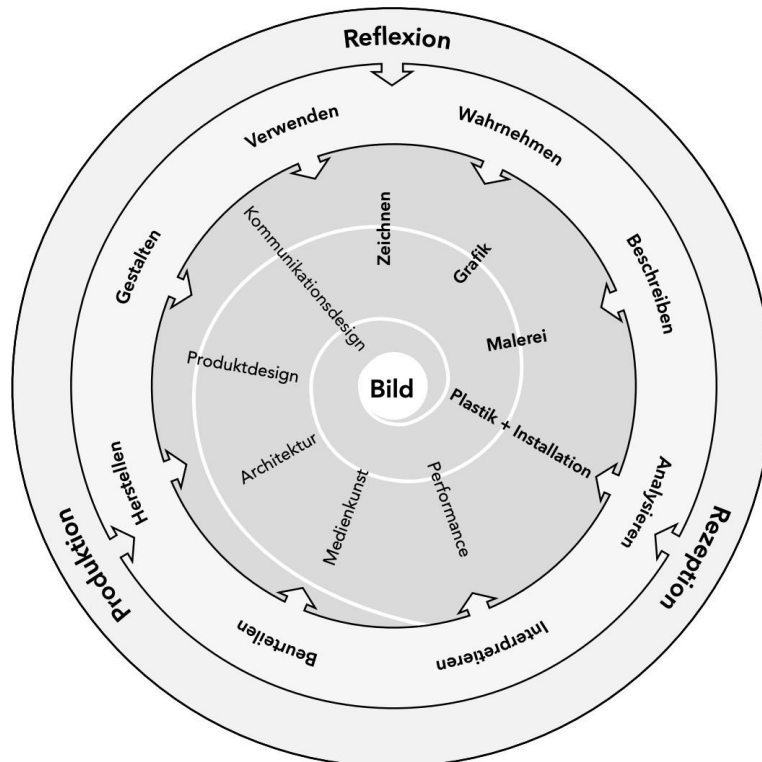 Reflexion
Rezeption
Produktion
Wahrnehmen
Beschreiben
Analysieren
Interpretieren
Beurteilen
Herstellen
Gestalten
Verwenden
Zeichnen
Grafik
Malerei
Plastik + Installation
Performance
Medienkunst
Architektur
Produktdesign
Kommunikationsdesign
Bild